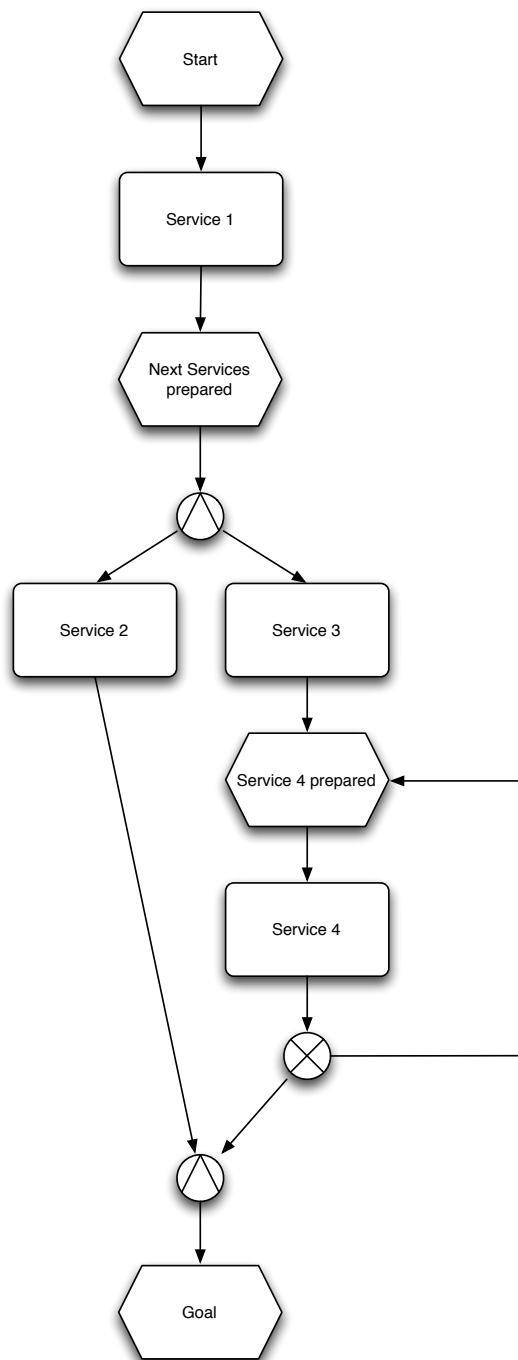 Start
Service 1
Next Services
prepared
Service 2
Service 3
Service 4 prepared
Service 4
Goal